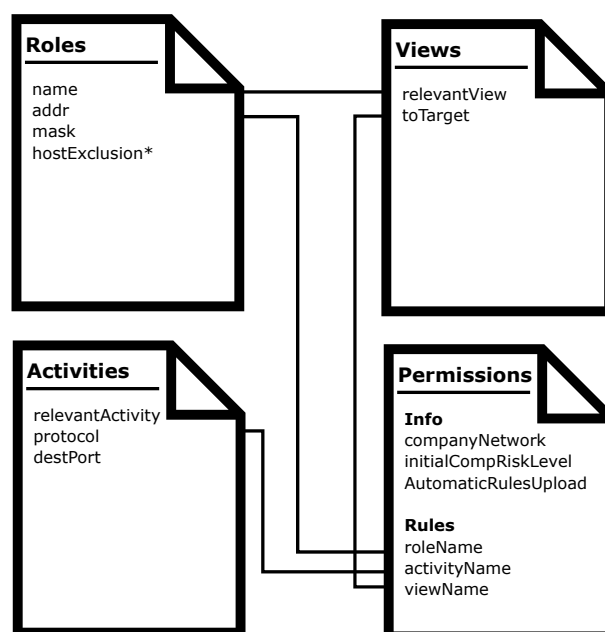 Roles
name
addr
mask
hostExclusion*
Views
relevantView
toTarget
Activities
relevantActivity
protocol
destPort
Permissions
Info
companyNetwork
initialCompRiskLevel
AutomaticRulesUpload
Rules
roleName
activityName
viewName